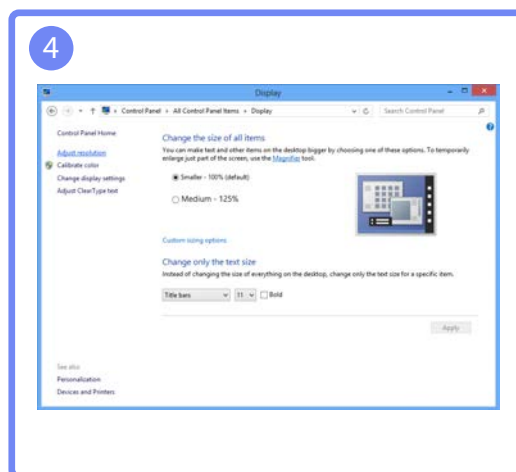 4
Display
Control Panel › All Control Panel Items › Display
Search Control Panel
Control Panel Home
Adjust resolution
Calibrate color
Change display settings
Adjust ClearType text
Change the size of all items
You can make text and other items on the desktop bigger by choosing one of these options. To temporarily
enlarge just part of the screen, use the Magnifier tool.
Smaller - 100% (default)
Medium - 125%
Custom sizing options
Change only the text size
Instead of changing the size of everything on the desktop, change only the text size for a specific item.
Title bars 11 Bold
Apply
See also
Personalization
Devices and Printers